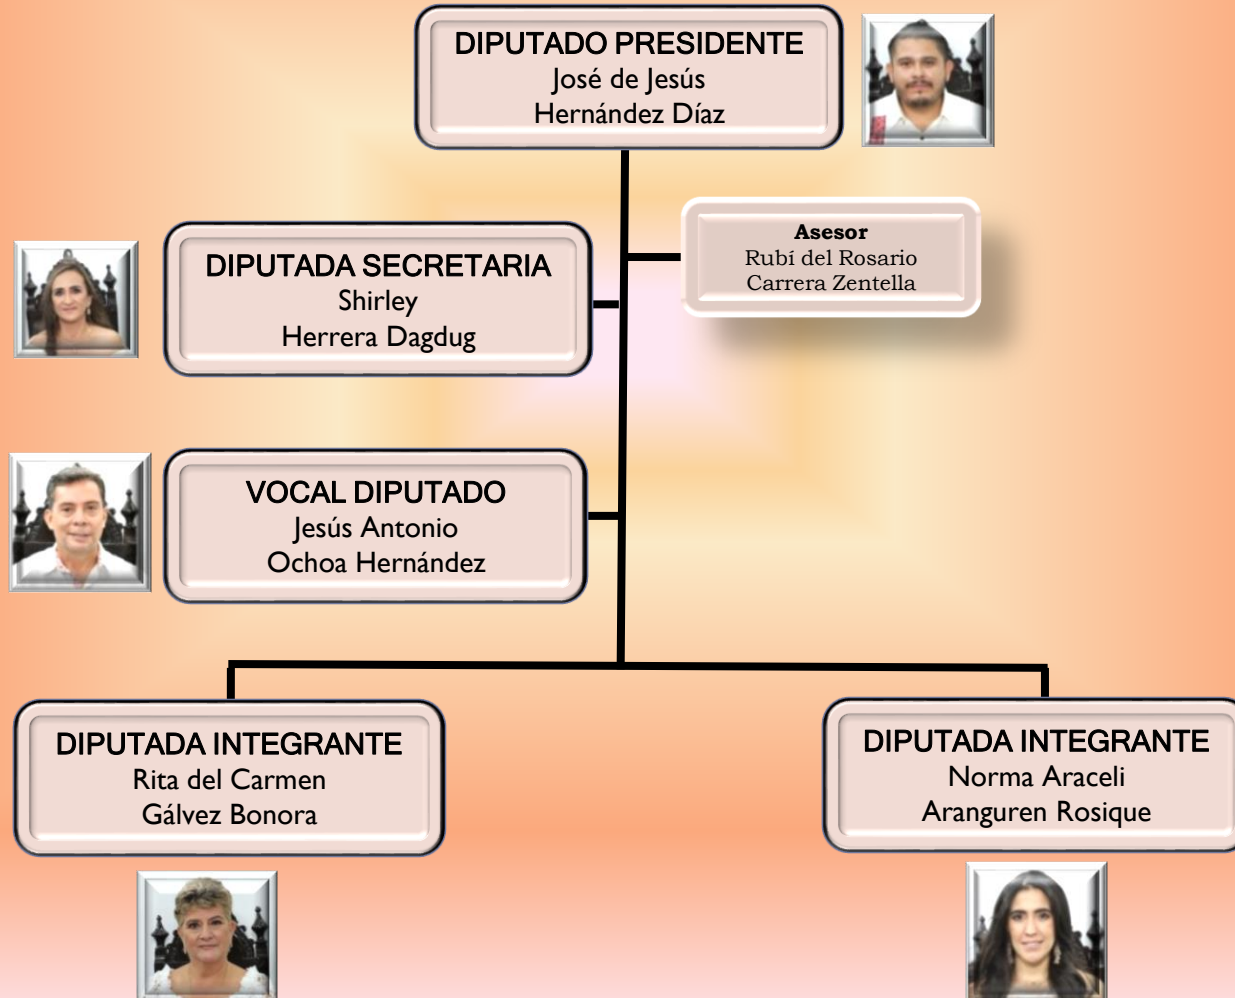 DIPUTADO PRESIDENTE
José de Jesús
Hernández Díaz
Asesor
Rubí del Rosario
Carrera Zentella
DIPUTADA SECRETARIA
Shirley
Herrera Dagdug
VOCAL DIPUTADO
Jesús Antonio
Ochoa Hernández
DIPUTADA INTEGRANTE
Rita del Carmen
Gálvez Bonora
DIPUTADA INTEGRANTE
Norma Araceli
Aranguren Rosique